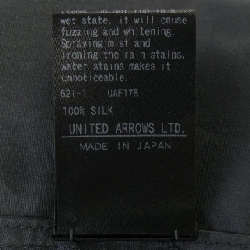 wet state, it will cause
fuzzing and whitening.
Spraying mist and
ironing the rain stains,
water stains makes it
unnoticeable.
621-1 UAF1TB
100% SILK
UNITED ARROWS LTD.
MADE IN JAPAN